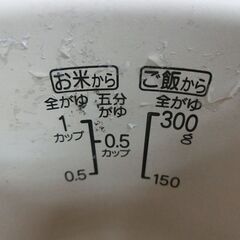 お米から ご飯から
全がゆ 五分がゆ 全がゆ
1カップ 0.5カップ 300g
0.5 150